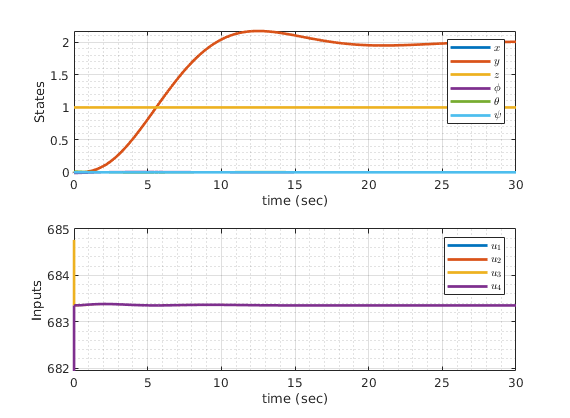 States
2
1.5
1
0.5
0
x
y
z
ϕ
θ
ψ
0 5 10 15 20 25 30
time (sec)
Inputs
685
684
683
682
u₁
u₂
u₃
u₄
0 5 10 15 20 25 30
time (sec)